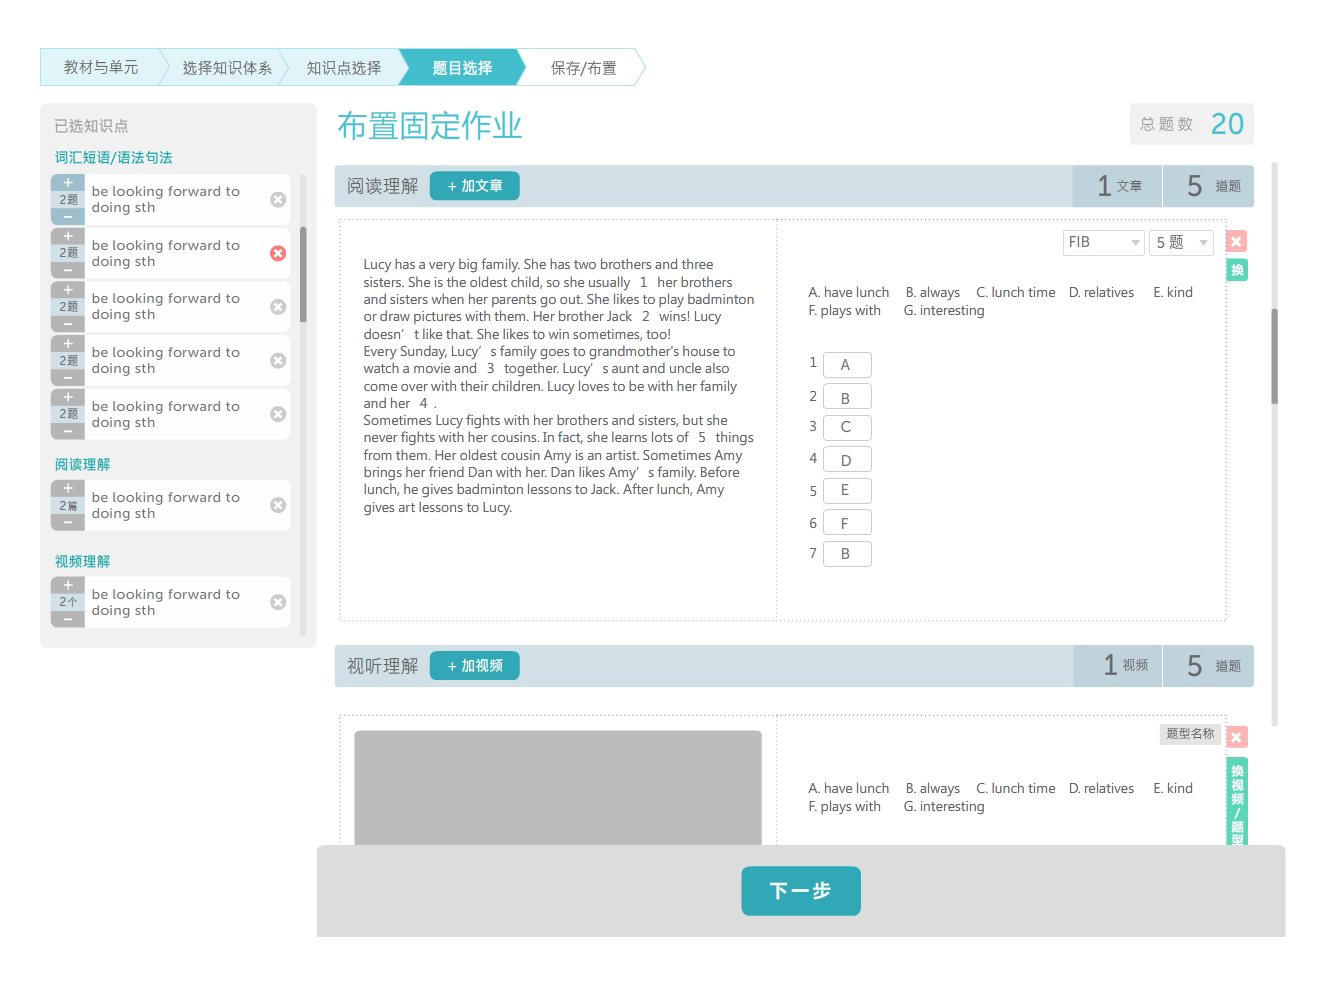 教材与单元 选择知识体系 知识点选择 题目选择 保存/布置
已选知识点
词汇短语/语法句法
+
2题
−
be looking forward to
doing sth
+
2题
−
be looking forward to
doing sth
+
2题
−
be looking forward to
doing sth
+
2题
−
be looking forward to
doing sth
+
2题
−
be looking forward to
doing sth
阅读理解
+
2篇
−
be looking forward to
doing sth
视频理解
+
2个
−
be looking forward to
doing sth
布置固定作业
总题数 20
阅读理解 + 加文章 1 文章 5 道题
Lucy has a very big family. She has two brothers and three
sisters. She is the oldest child, so she usually 1 her brothers
and sisters when her parents go out. She likes to play badminton
or draw pictures with them. Her brother Jack 2 wins! Lucy
doesn’ t like that. She likes to win sometimes, too!
Every Sunday, Lucy’ s family goes to grandmother's house to
watch a movie and 3 together. Lucy’ s aunt and uncle also
come over with their children. Lucy loves to be with her family
and her 4 .
Sometimes Lucy fights with her brothers and sisters, but she
never fights with her cousins. In fact, she learns lots of 5 things
from them. Her oldest cousin Amy is an artist. Sometimes Amy
brings her friend Dan with her. Dan likes Amy’ s family. Before
lunch, he gives badminton lessons to Jack. After lunch, Amy
gives art lessons to Lucy.
FIB 5 题
换
A. have lunch B. always C. lunch time D. relatives E. kind
F. plays with G. interesting
1 A
2 B
3 C
4 D
5 E
6 F
7 B
视听理解 + 加视频 1 视频 5 道题
题型名称
换视频/题型
A. have lunch B. always C. lunch time D. relatives E. kind
F. plays with G. interesting
下一步